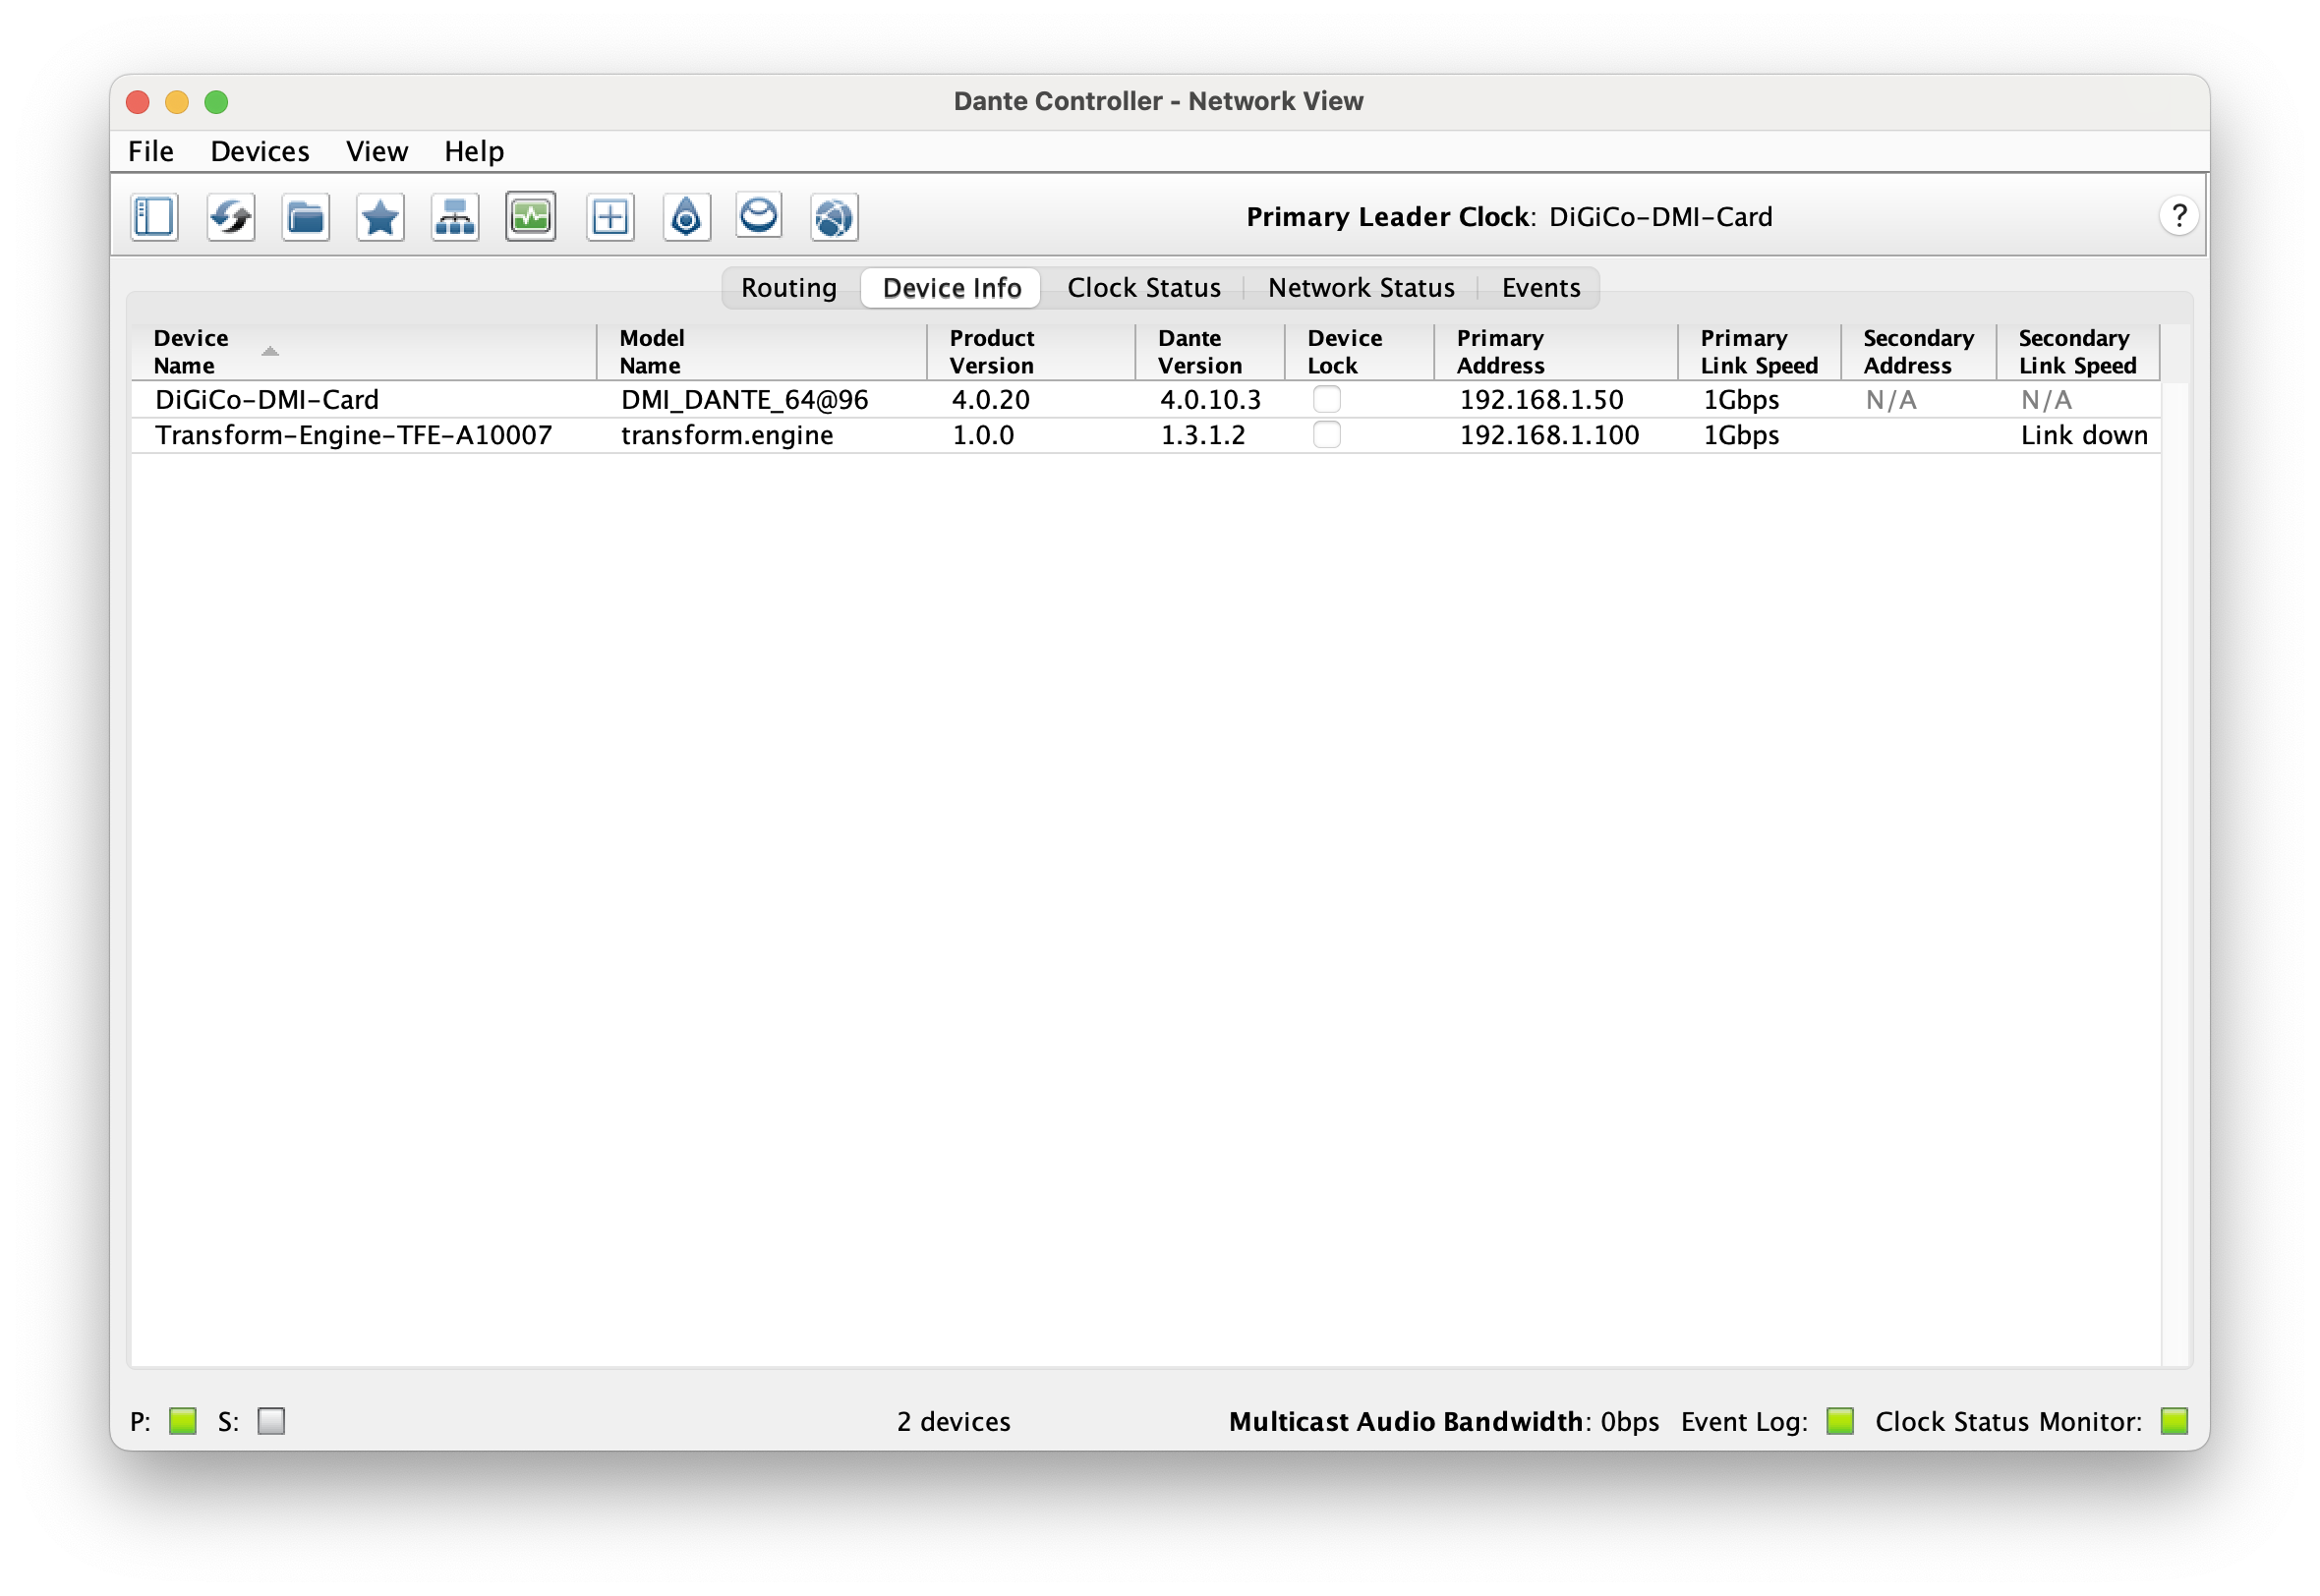 Dante Controller - Network View
File Devices View Help
Primary Leader Clock: DiGiCo-DMI-Card ?
Routing Device Info Clock Status Network Status Events
Device Name Model Name Product Version Dante Version Device Lock Primary Address Primary Link Speed Secondary Address Secondary Link Speed
DiGiCo-DMI-Card DMI_DANTE_64@96 4.0.20 4.0.10.3 192.168.1.50 1Gbps N/A N/A
Transform-Engine-TFE-A10007 transform.engine 1.0.0 1.3.1.2 192.168.1.100 1Gbps Link down
P: S: 2 devices Multicast Audio Bandwidth: 0bps Event Log: Clock Status Monitor: